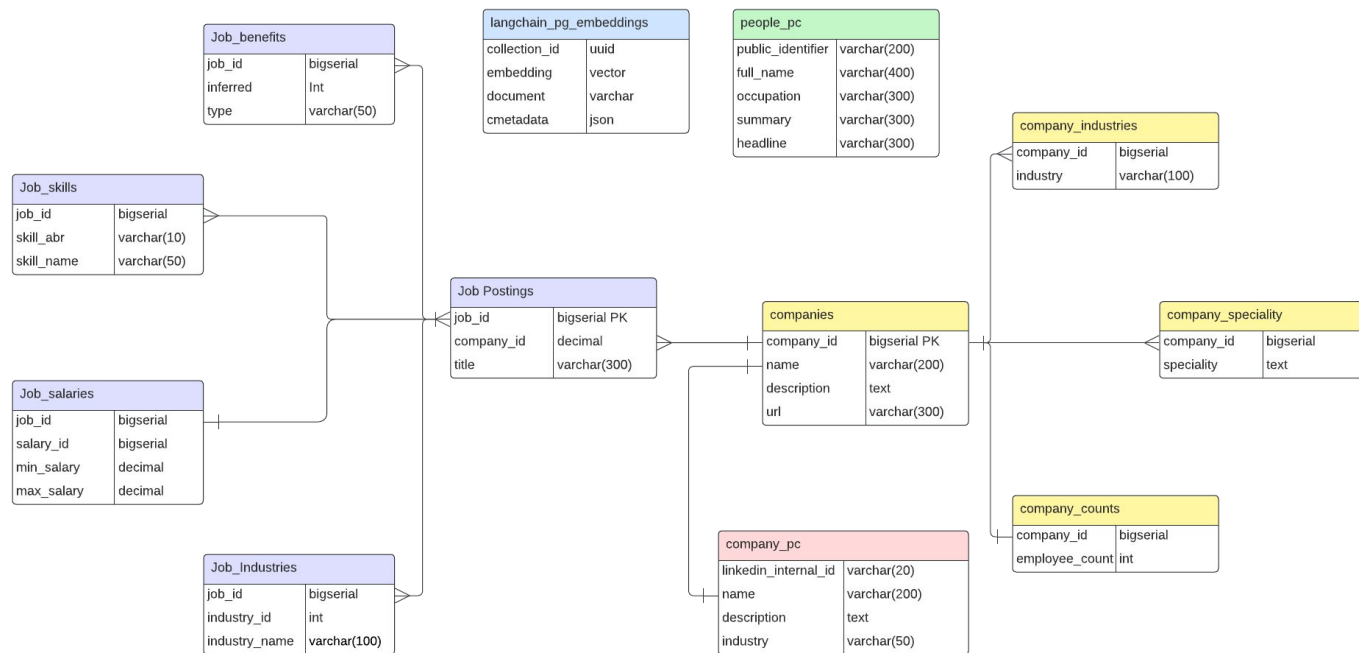 Job_benefits
job_id bigserial
inferred Int
type varchar(50)
langchain_pg_embeddings
collection_id uuid
embedding vector
document varchar
cmetadata json
people_pc
public_identifier varchar(200)
full_name varchar(400)
occupation varchar(300)
summary varchar(300)
headline varchar(300)
company_industries
company_id bigserial
industry varchar(100)
Job_skills
job_id bigserial
skill_abr varchar(10)
skill_name varchar(50)
Job Postings
job_id bigserial PK
company_id decimal
title varchar(300)
companies
company_id bigserial PK
name varchar(200)
description text
url varchar(300)
company_speciality
company_id bigserial
speciality text
Job_salaries
job_id bigserial
salary_id bigserial
min_salary decimal
max_salary decimal
company_counts
company_id bigserial
employee_count int
company_pc
linkedin_internal_id varchar(20)
name varchar(200)
description text
industry varchar(50)
Job_Industries
job_id bigserial
industry_id int
industry_name varchar(100)